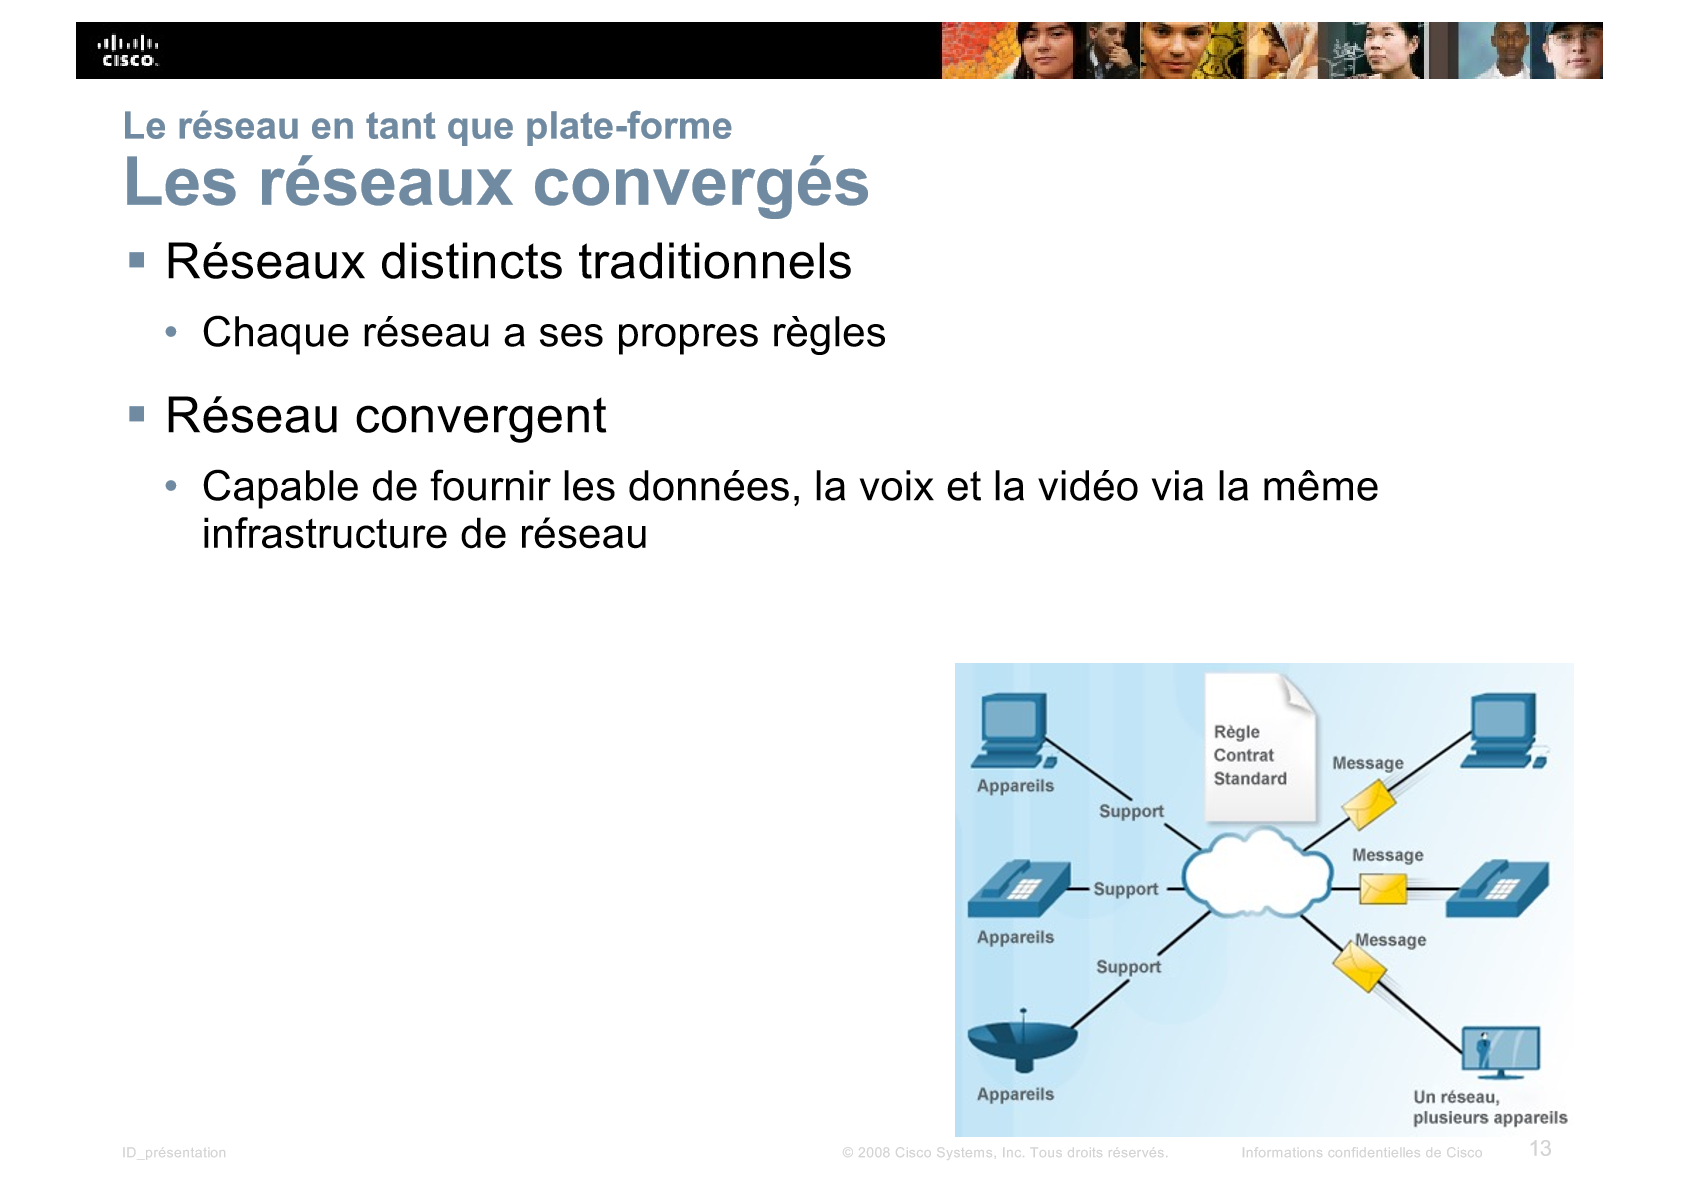 CISCO
Le réseau en tant que plate-forme
Les réseaux convergés
▪ Réseaux distincts traditionnels
• Chaque réseau a ses propres règles
▪ Réseau convergent
• Capable de fournir les données, la voix et la vidéo via la même
infrastructure de réseau
Règle
Contrat
Standard
Message
Appareils
Support
Message
Support
Appareils
Message
Support
Appareils
Un réseau,
plusieurs appareils
ID_présentation
© 2008 Cisco Systems, Inc. Tous droits réservés.
Informations confidentielles de Cisco
13